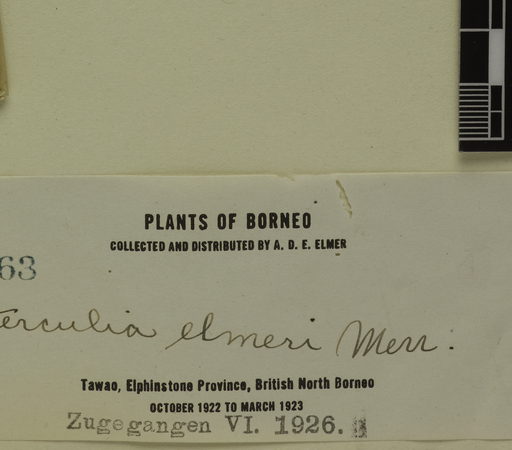 PLANTS OF BORNEO
COLLECTED AND DISTRIBUTED BY A. D. E. ELMER
63
terculia elmeri Merr:
Tawao, Elphinstone Province, British North Borneo
OCTOBER 1922 TO MARCH 1923
Zugegangen VI. 1926.